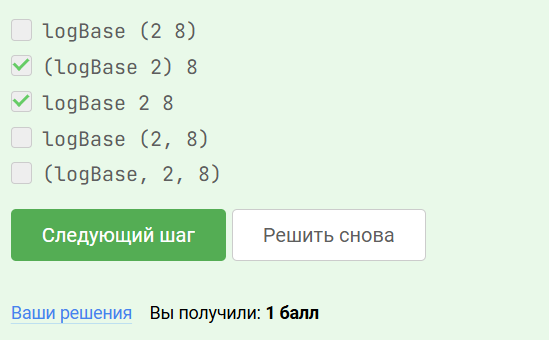 logBase (2 8)
(logBase 2) 8
logBase 2 8
logBase (2, 8)
(logBase, 2, 8)
Следующий шаг Решить снова
Ваши решения Вы получили: 1 балл